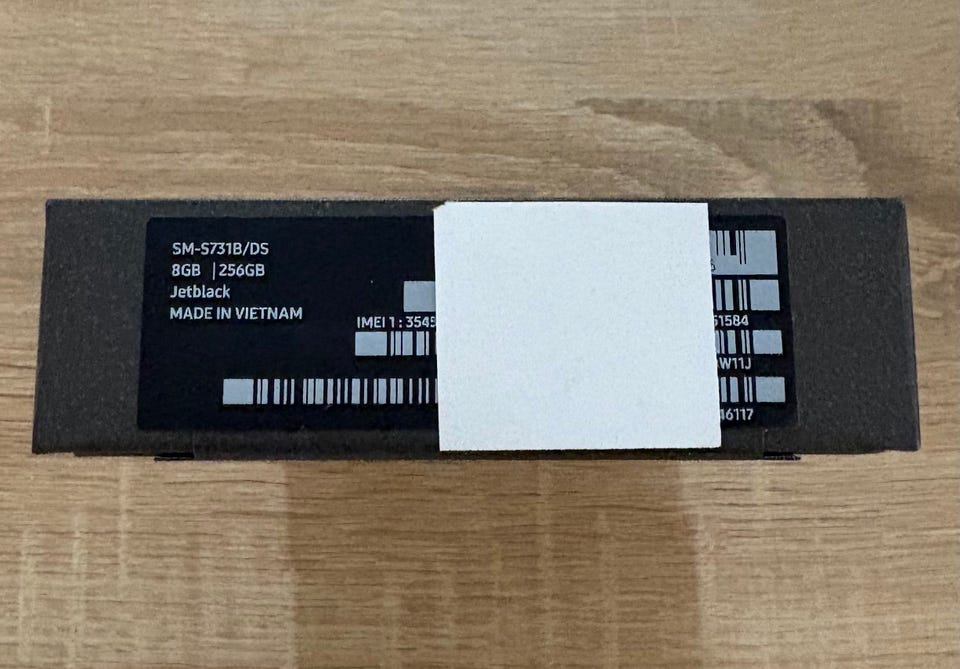 SM-S731B/DS
8GB | 256GB
Jetblack
MADE IN VIETNAM
IMEI 1 : 3545
51584
W11J
46117